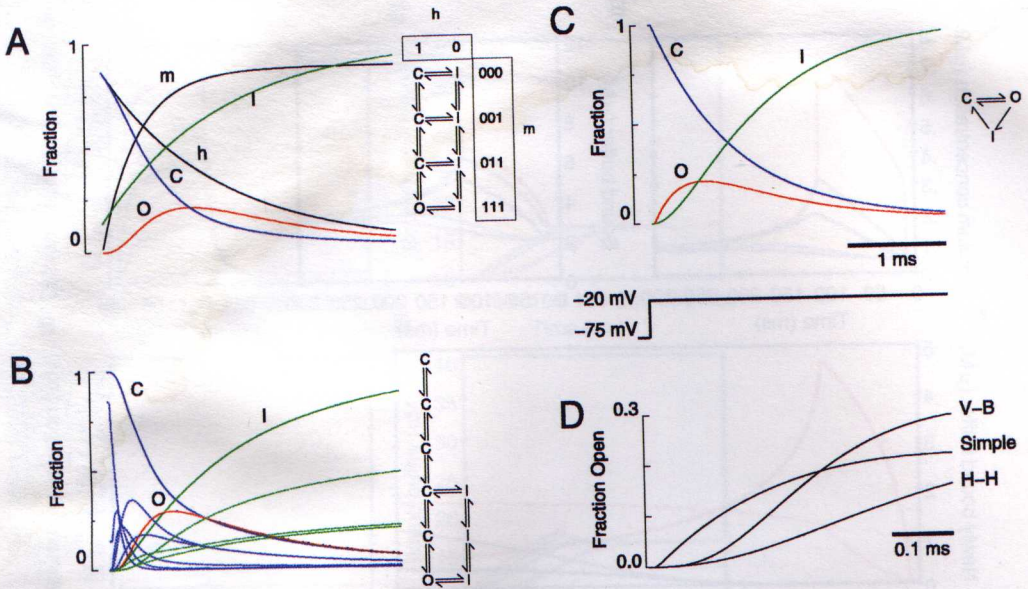 A
1
0
Fraction
m
I
h
C
O
h
1 0
C I 000
C I 001
C I 011
O I 111
m
B
1
0
Fraction
C
I
O
C
C
C
C
C I
C I
C I
O I
C
1
0
Fraction
C
I
O
C O
I
1 ms
−20 mV
−75 mV
D
0.3
0.0
Fraction Open
V–B
Simple
H–H
0.1 ms